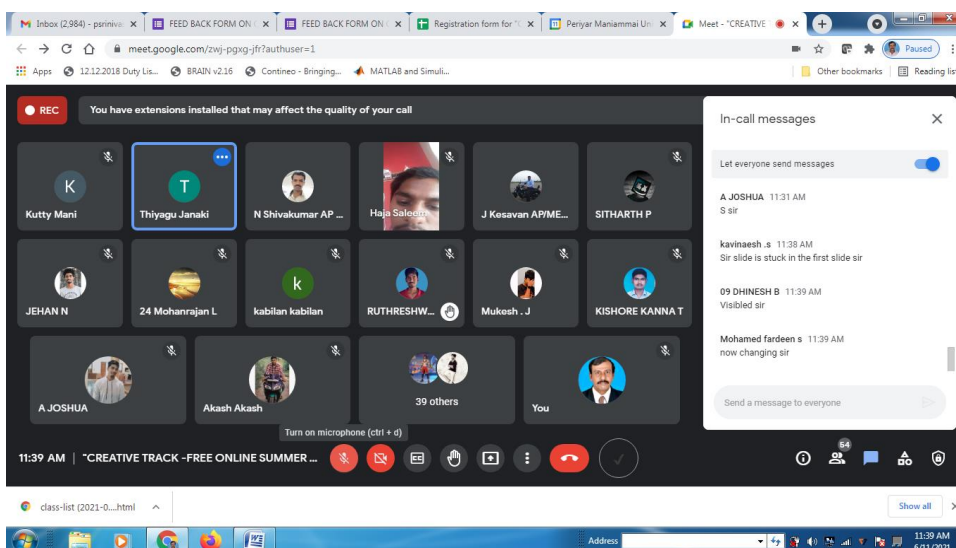 Inbox (2,984) - psriniva
FEED BACK FORM ON
FEED BACK FORM ON
Registration form for "C
Periyar Maniammai Uni
Meet - "CREATIVE
meet.google.com/zwj-pgxg-jfr?authuser=1
Paused
Apps
12.12.2018 Duty Lis...
BRAIN v2.16
Contineo - Bringing...
MATLAB and Simuli...
Other bookmarks
Reading lis
REC
You have extensions installed that may affect the quality of your call
In-call messages
Let everyone send messages
K
Kutty Mani
T
Thiyagu Janaki
N Shivakumar AP ...
Haja Saleem
J Kesavan AP/ME...
SITHARTH P
A JOSHUA 11:31 AM
S sir
kavinaesh .s 11:38 AM
Sir slide is stuck in the first slide sir
09 DHINESH B 11:39 AM
Visibled sir
Mohamed fardeen s 11:39 AM
now changing sir
JEHAN N
24 Mohanrajan L
k
kabilan kabilan
RUTHRESHW...
Mukesh . J
KISHORE KANNA T
A JOSHUA
Akash Akash
39 others
You
Send a message to everyone
Turn on microphone (ctrl + d)
11:39 AM | "CREATIVE TRACK -FREE ONLINE SUMMER ...
CC
54
class-list (2021-0....html
Show all
Address
11:39 AM
6/11/2021